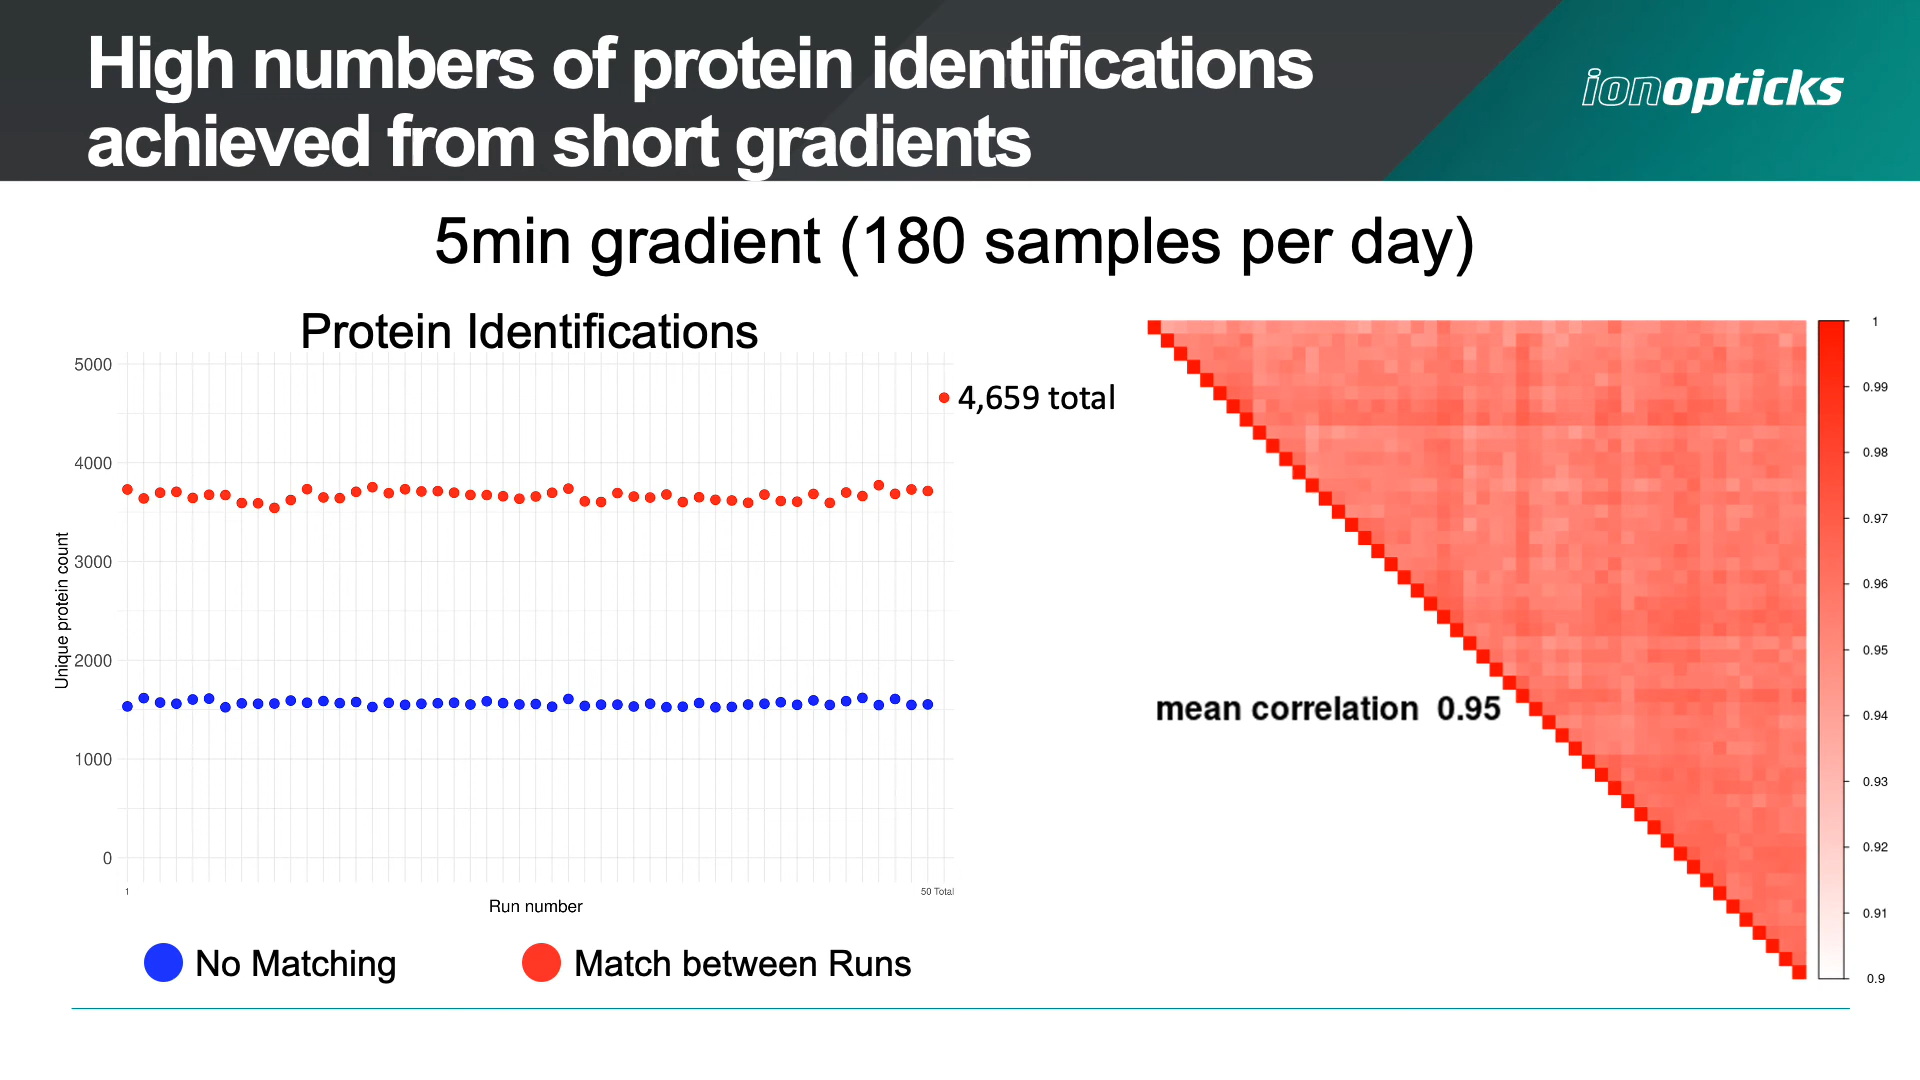 High numbers of protein identifications
achieved from short gradients
ionopticks
5min gradient (180 samples per day)
Protein Identifications
5000
4000
3000
2000
1000
0
Unique protein count
1
50 Total
Run number
4,659 total
No Matching
Match between Runs
mean correlation 0.95
1
0.99
0.98
0.97
0.96
0.95
0.94
0.93
0.92
0.91
0.9